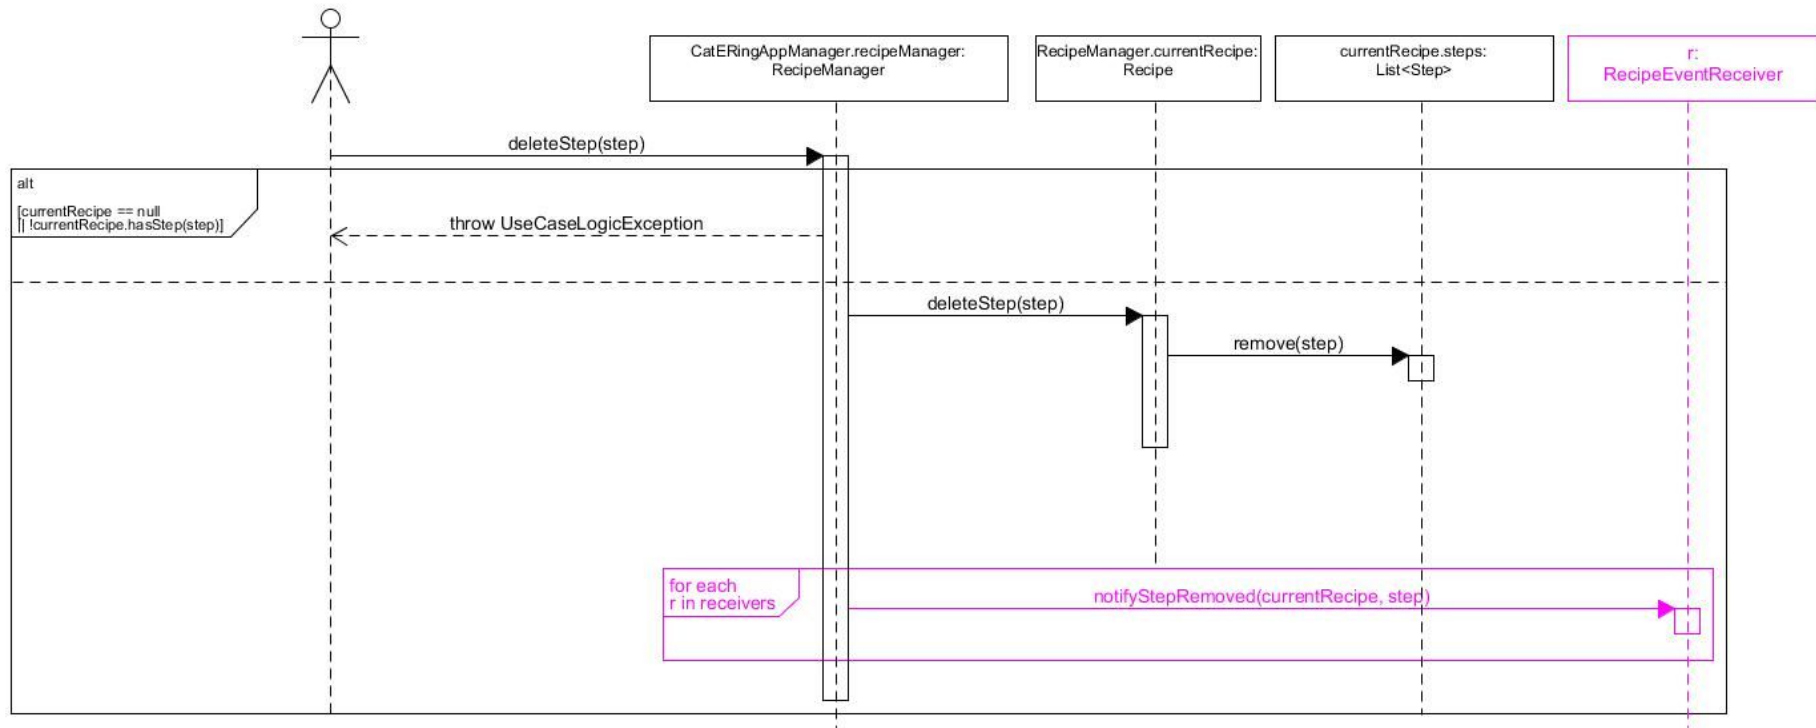 CatERingAppManager.recipeManager:
RecipeManager
RecipeManager.currentRecipe:
Recipe
currentRecipe.steps:
List<Step>
r:
RecipeEventReceiver
deleteStep(step)
alt
[currentRecipe == null
|| !currentRecipe.hasStep(step)]
throw UseCaseLogicException
deleteStep(step)
remove(step)
for each
r in receivers
notifyStepRemoved(currentRecipe, step)